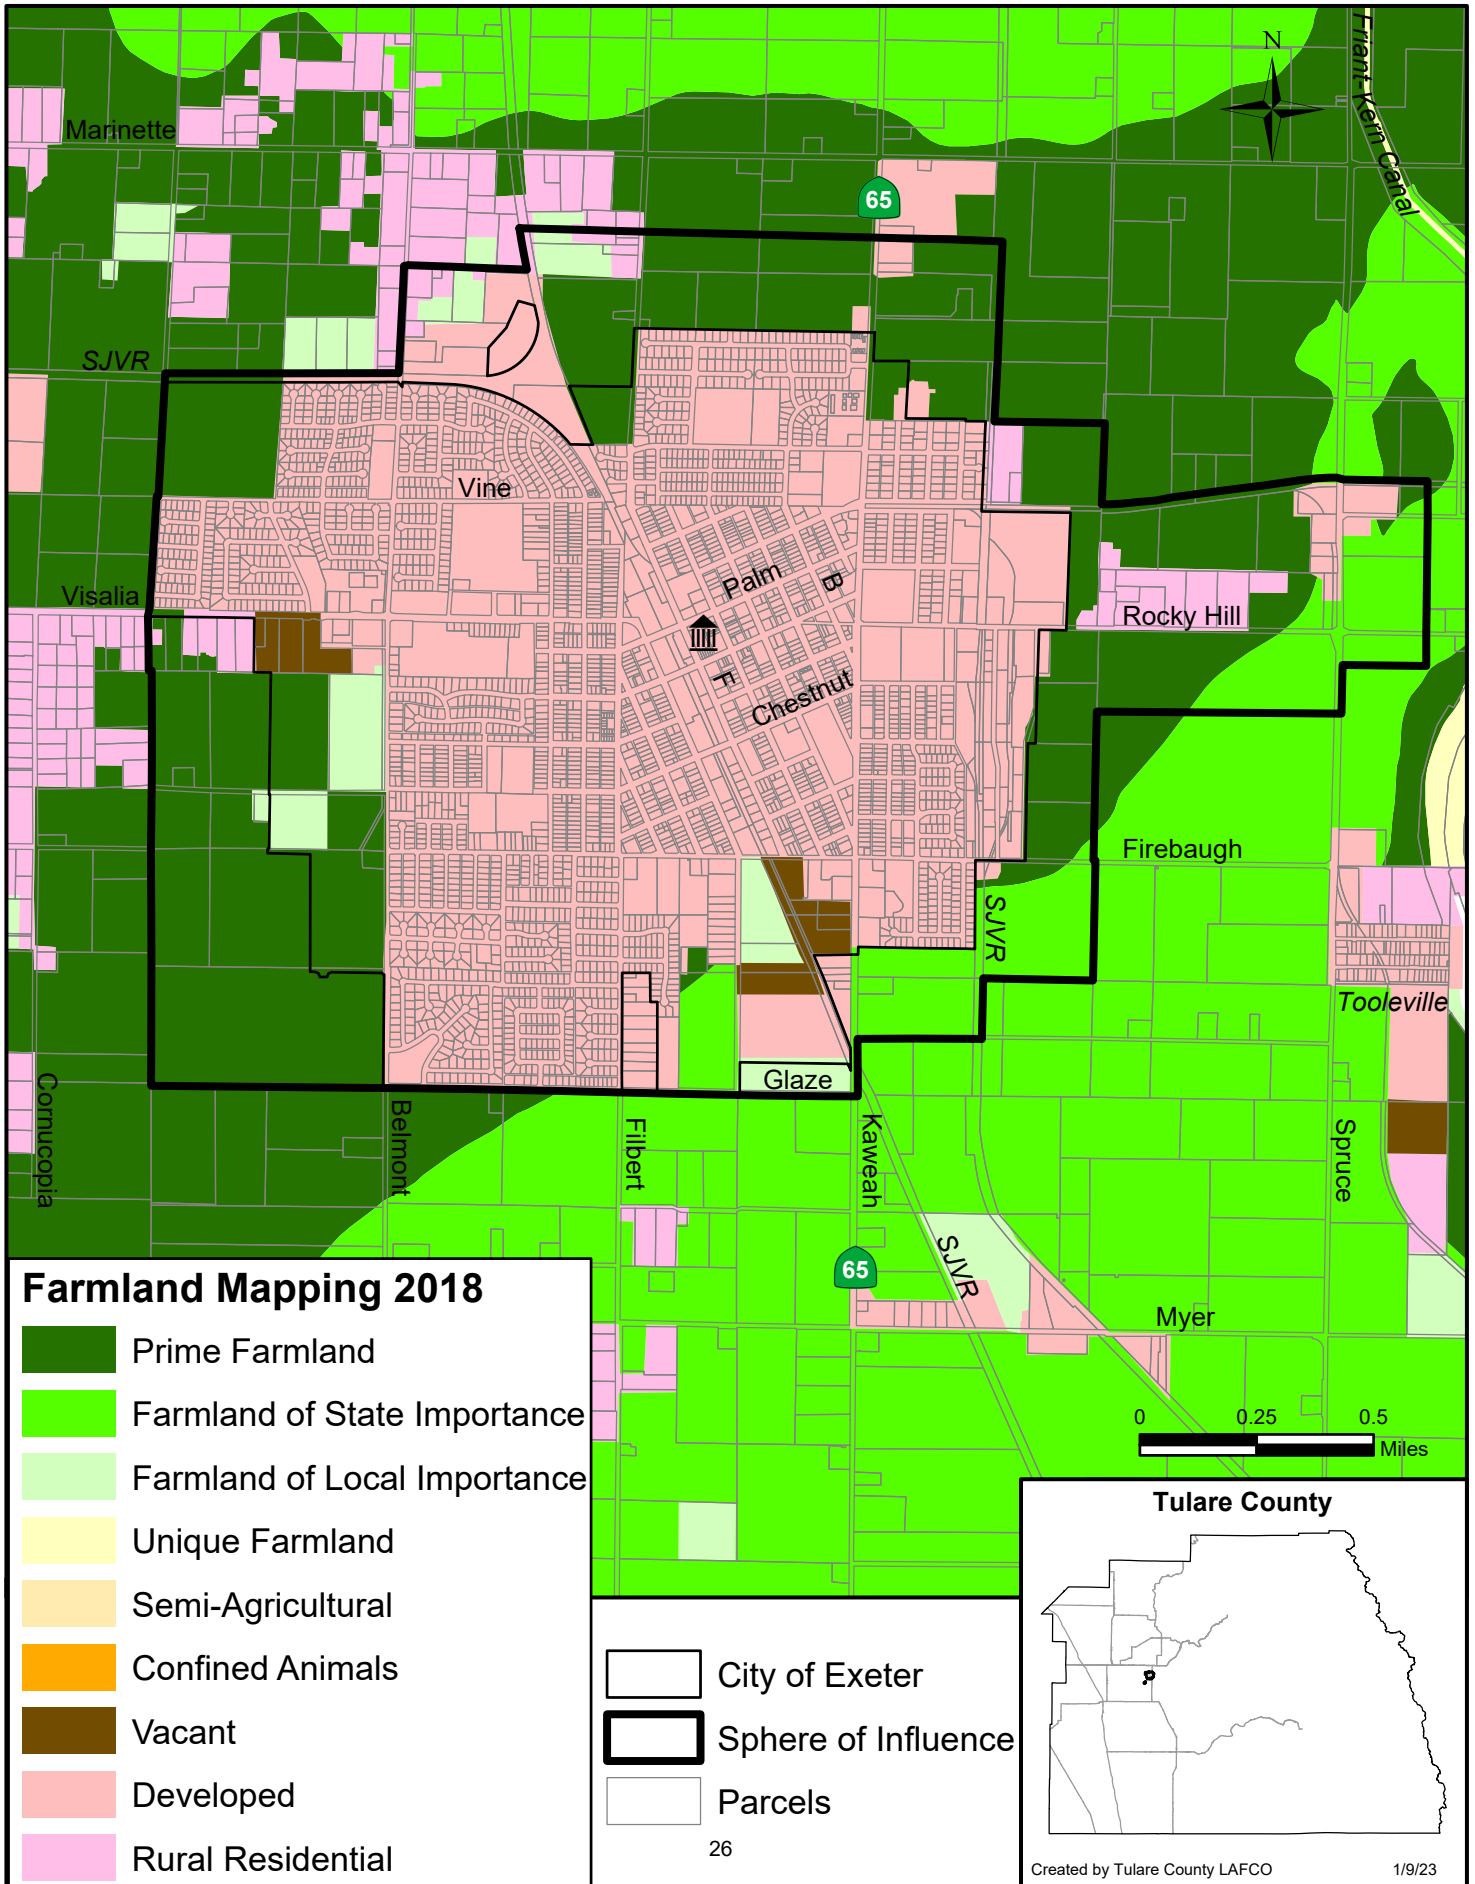 N
Friant-Kern Canal
Marinette
65
SJVR
Vine
Palm
B
Visalia
Rocky Hill
F
Chestnut
Firebaugh
SJVR
Tooleville
Glaze
Cornucopia
Belmont
Filbert
Kaweah
Spruce
SJVR
65
Myer
0 0.25 0.5
Miles
Farmland Mapping 2018
Prime Farmland
Farmland of State Importance
Farmland of Local Importance
Unique Farmland
Semi-Agricultural
Confined Animals
Vacant
Developed
Rural Residential
City of Exeter
Sphere of Influence
Parcels
26
Tulare County
Created by Tulare County LAFCO 1/9/23